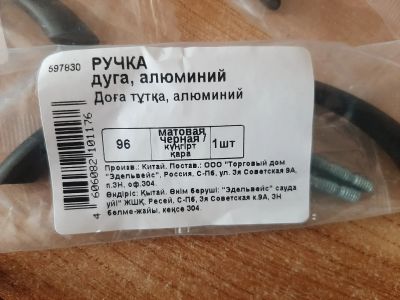 597830
РУЧКА
дуга, алюминий
Доға тұтқа, алюминий
96
матовая
черная /
күңгірт
қара
1шт
Произв.: Китай. Постав.: ООО "Торговый дом
"Эдельвейс", Россия, С-Пб, ул. 3я Советская 9А,
п.3Н, оф.304.
Өндіріс: Қытай. Өнім беруші: "Эдельвейс" сауда
үйі" ЖШҚ, Ресей, С-Пб, 3я Советская к.9А, 3Н
бөлме-жайы, кеңсе 304.
4 606082 101176